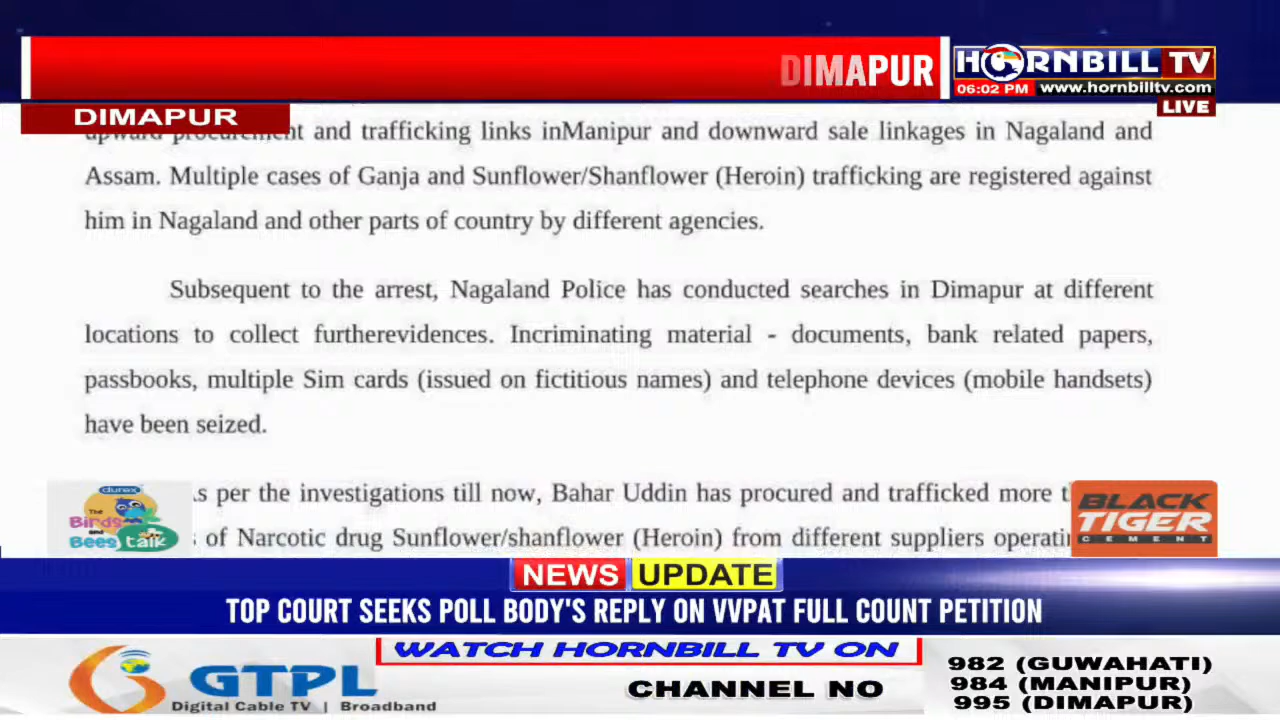 DIMAPUR
HORNBILL TV
06:02 PM www.hornbilltv.com
LIVE
DIMAPUR
upward procurement and trafficking links inManipur and downward sale linkages in Nagaland and
Assam. Multiple cases of Ganja and Sunflower/Shanflower (Heroin) trafficking are registered against
him in Nagaland and other parts of country by different agencies.
Subsequent to the arrest, Nagaland Police has conducted searches in Dimapur at different
locations to collect furtherevidences. Incriminating material - documents, bank related papers,
passbooks, multiple Sim cards (issued on fictitious names) and telephone devices (mobile handsets)
have been seized.
per the investigations till now, Bahar Uddin has procured and trafficked more
of Narcotic drug Sunflower/shanflower (Heroin) from different suppliers
durex
The
Birds
and
Bees talk
BLACK
TIGER
CEMENT
NEWS UPDATE
TOP COURT SEEKS POLL BODY'S REPLY ON VVPAT FULL COUNT PETITION
WATCH HORNBILL TV ON
GTPL
Digital Cable TV | Broadband
CHANNEL NO
982 (GUWAHATI)
984 (MANIPUR)
995 (DIMAPUR)